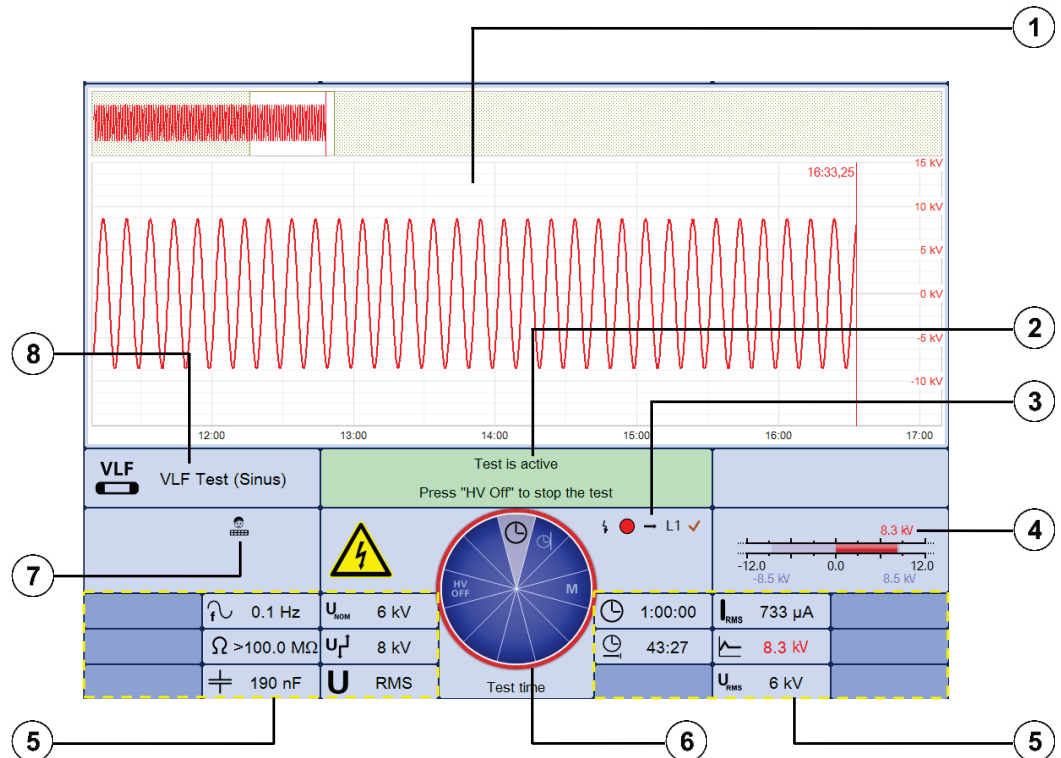 1
16:33,25
15 kV
10 kV
5 kV
0 kV
-5 kV
-10 kV
12:00
13:00
14:00
15:00
16:00
17:00
2
8
3
VLF
VLF Test (Sinus)
Test is active
Press "HV Off" to stop the test
L1
4
8.3 kV
-12.0
0.0
12.0
-8.5 kV
8.5 kV
7
HV
OFF
M
f
0.1 Hz
UNOM
6 kV
1:00:00
IRMS
733 µA
Ω
>100.0 MΩ
U
8 kV
43:27
8.3 kV
190 nF
U
RMS
Test time
URMS
6 kV
5
6
5